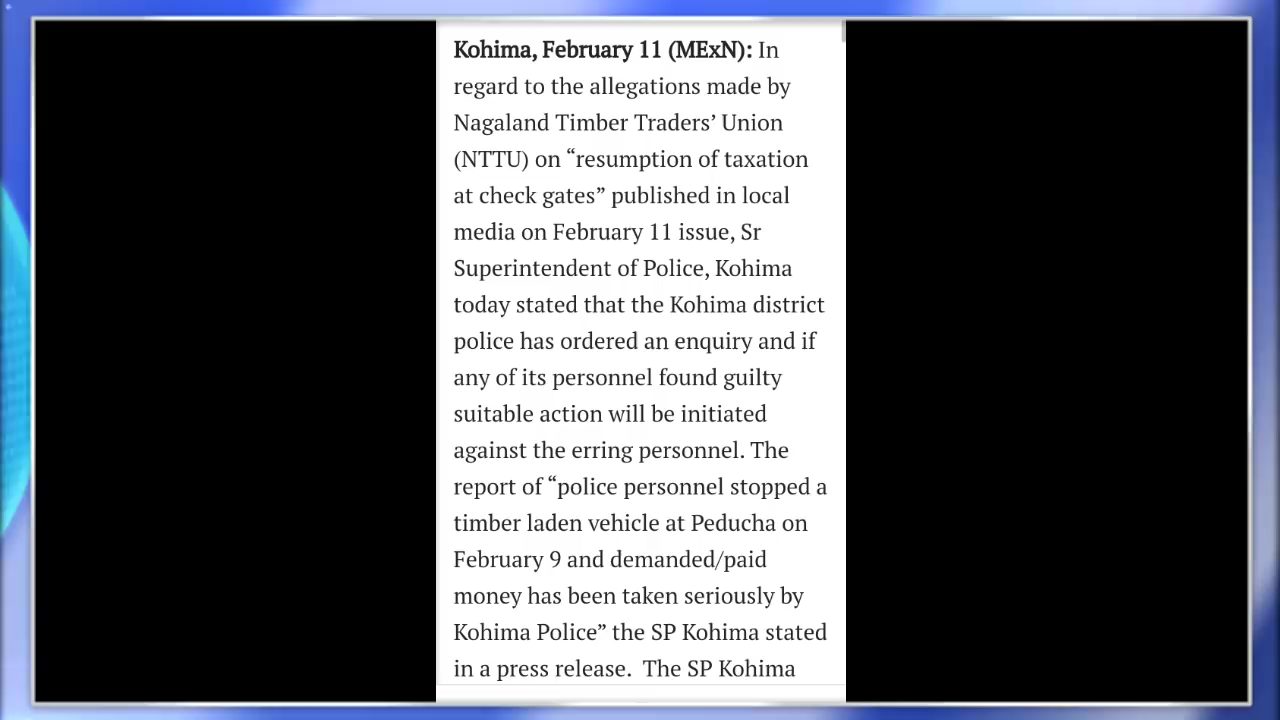 Kohima, February 11 (MExN): In
regard to the allegations made by
Nagaland Timber Traders’ Union
(NTTU) on “resumption of taxation
at check gates” published in local
media on February 11 issue, Sr
Superintendent of Police, Kohima
today stated that the Kohima district
police has ordered an enquiry and if
any of its personnel found guilty
suitable action will be initiated
against the erring personnel. The
report of “police personnel stopped a
timber laden vehicle at Peducha on
February 9 and demanded/paid
money has been taken seriously by
Kohima Police” the SP Kohima stated
in a press release.  The SP Kohima